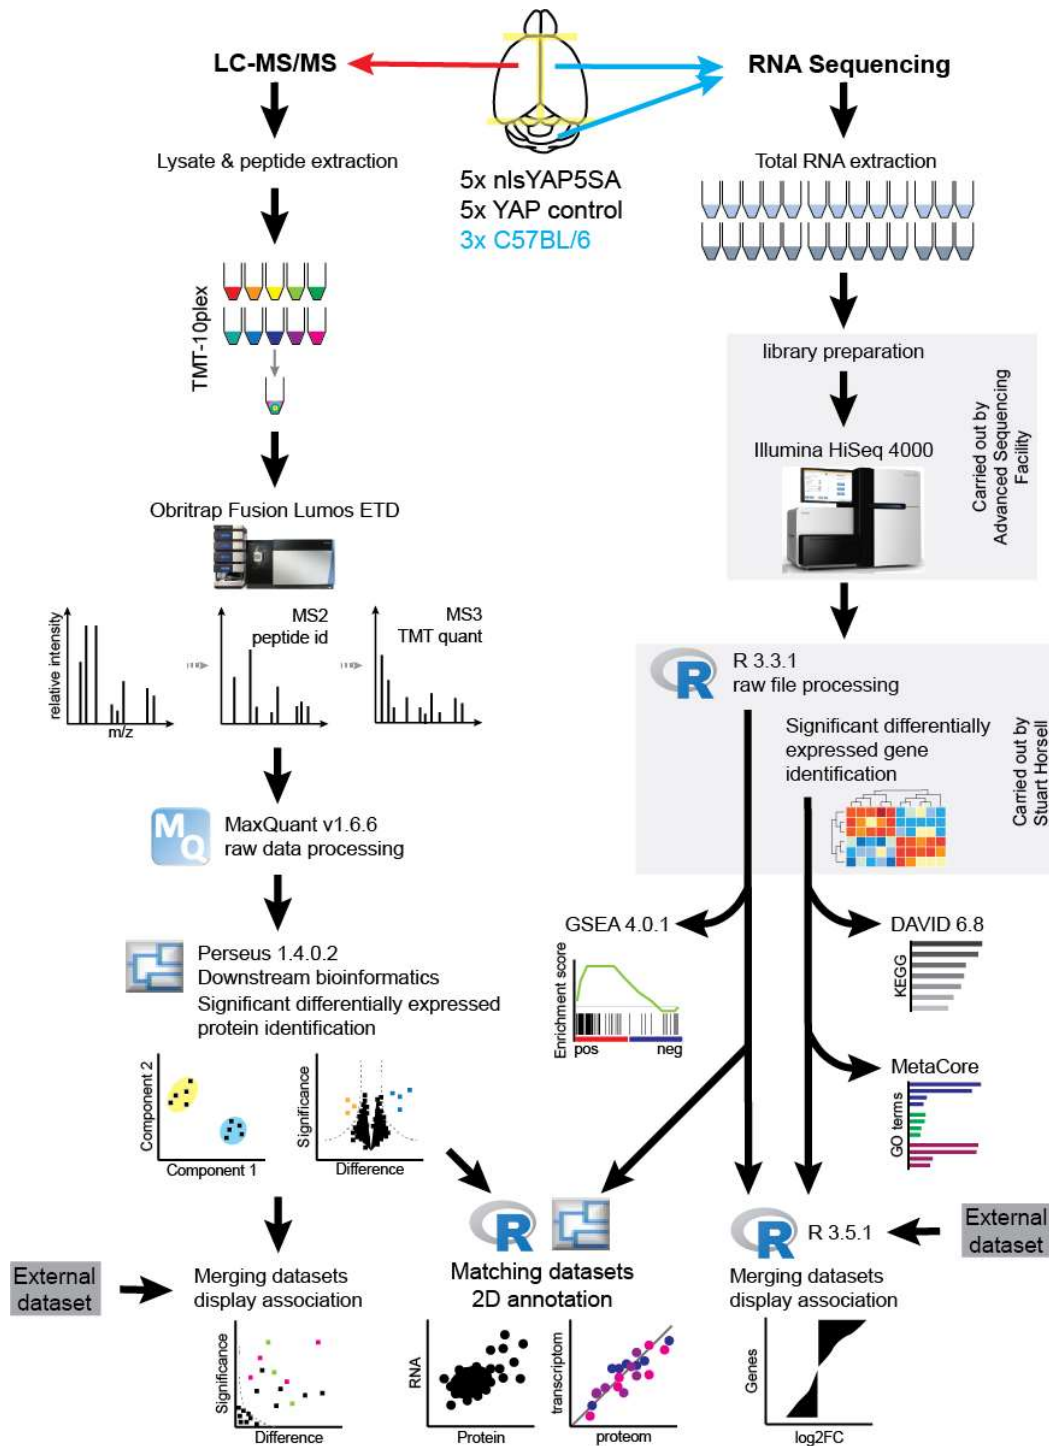 LC-MS/MS
RNA Sequencing
Lysate & peptide extraction
Total RNA extraction
5x nlsYAP5SA
5x YAP control
3x C57BL/6
TMT-10plex
library preparation
Illumina HiSeq 4000
Carried out by
Advanced Sequencing
Facility
Obritrap Fusion Lumos ETD
relative intensity
m/z
MS2
peptide id
MS3
TMT quant
R
R 3.3.1
raw file processing
Significant differentially
expressed gene
identification
Carried out by
Stuart Horsell
M
Q
MaxQuant v1.6.6
raw data processing
GSEA 4.0.1
Enrichment score
pos
neg
DAVID 6.8
KEGG
Perseus 1.4.0.2
Downstream bioinformatics
Significant differentially expressed
protein identification
MetaCore
GO terms
Component 2
Component 1
Significance
Difference
R
R
R 3.5.1
External
dataset
External
dataset
Merging datasets
display association
Matching datasets
2D annotation
Merging datasets
display association
Significance
Difference
RNA
Protein
transcriptom
proteom
Genes
log2FC